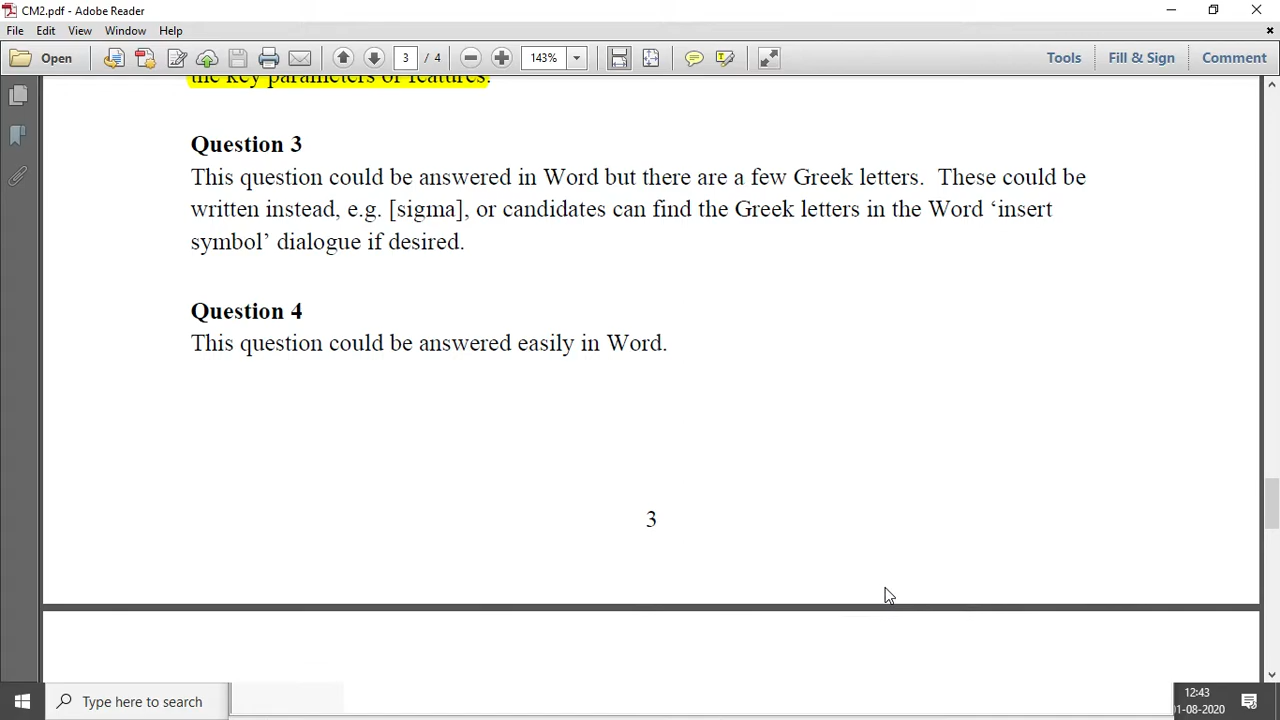 CM2.pdf - Adobe Reader
File Edit View Window Help
Open 3 / 4 143% Tools Fill & Sign Comment
the key parameters or features.
Question 3
This question could be answered in Word but there are a few Greek letters. These could be
written instead, e.g. [sigma], or candidates can find the Greek letters in the Word ‘insert
symbol’ dialogue if desired.
Question 4
This question could be answered easily in Word.
3
Type here to search
12:43
01-08-2020